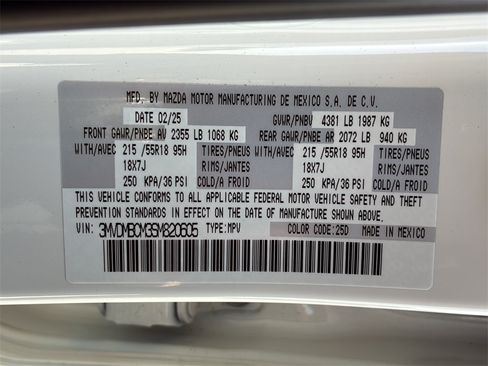 MFD. BY MAZDA MOTOR MANUFACTURING DE MEXICO S.A. DE C.V.
DATE 02/25 GVWR/PNBV 4381 LB 1987 KG
FRONT GAWR/PNBE AV 2355 LB 1068 KG REAR GAWR/PNBE AR 2072 LB 940 KG
WITH/AVEC 215 /55R18 95H TIRES/PNEUS WITH/AVEC 215 /55R18 95H TIRES/PNEUS
18X7J RIMS/JANTES 18X7J RIMS/JANTES
250 KPA/36 PSI COLD/A FROID 250 KPA/36 PSI COLD/A FROID
THIS VEHICLE CONFORMS TO ALL APPLICABLE FEDERAL MOTOR VEHICLE SAFETY AND THEFT
PREVENTION STANDARDS IN EFFECT ON THE DATE OF MANUFACTURE SHOWN ABOVE.
VIN: 3MVDMBCM3SM820605 TYPE:MPV COLOR CODE:25D MADE IN MEXICO